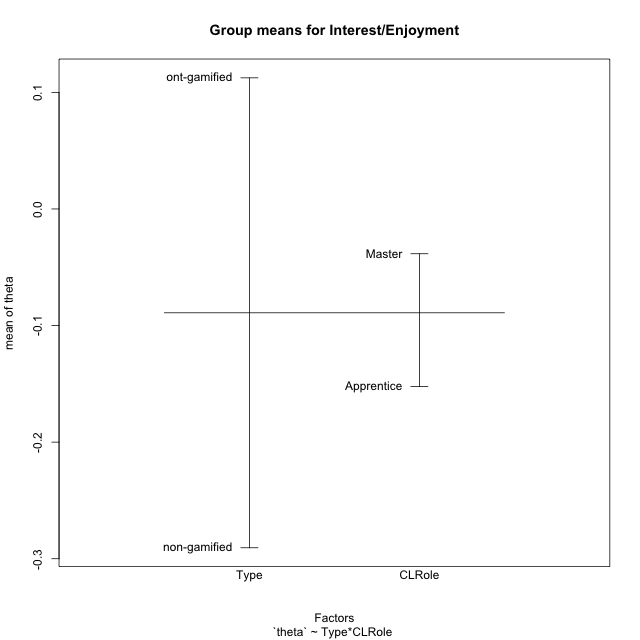 Group means for Interest/Enjoyment
ont-gamified
0.1
0.0
Master
mean of theta
-0.1
Apprentice
-0.2
non-gamified
-0.3
Type CLRole
Factors
`theta` ~ Type*CLRole